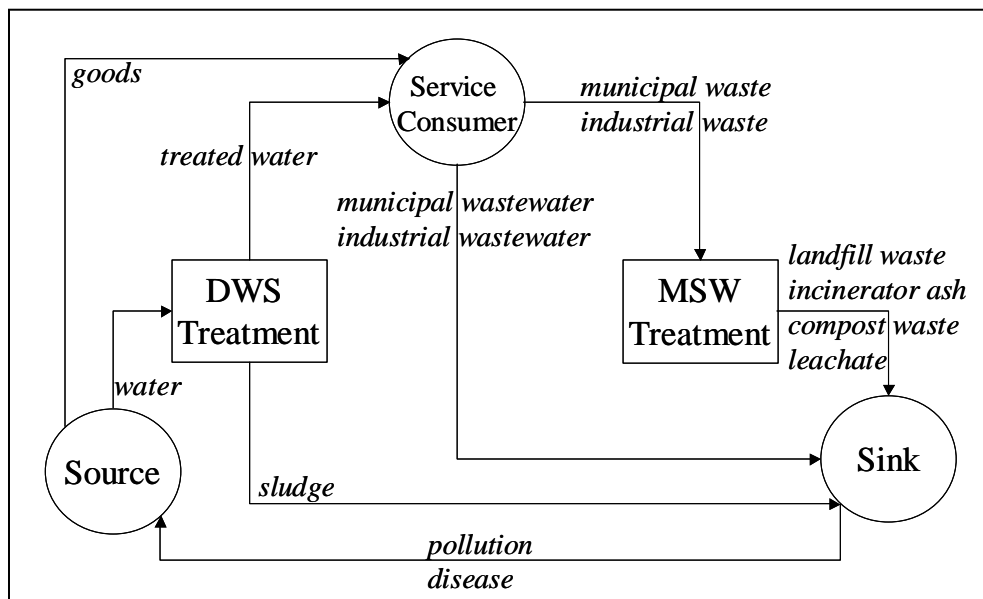 goods
Service
Consumer
municipal waste
industrial waste
treated water
municipal wastewater
industrial wastewater
DWS
Treatment
MSW
Treatment
landfill waste
incinerator ash
compost waste
leachate
water
Source
Sink
sludge
pollution
disease